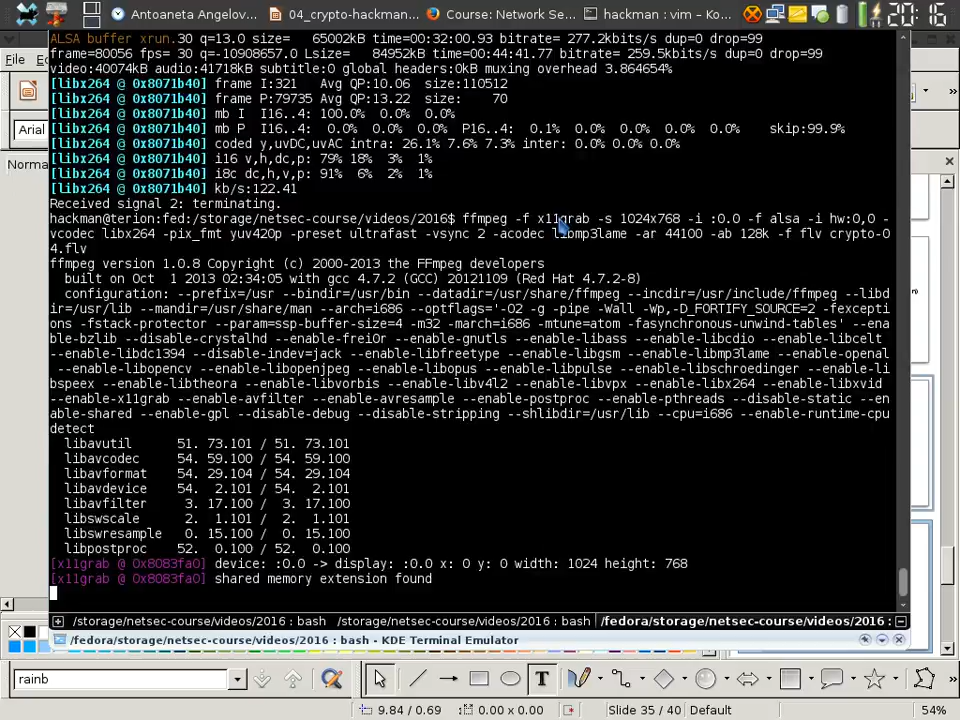 Antoaneta Angelov... 04_crypto-hackman... Course: Network Se... hackman : vim – Ko... 20 16
File
Arial
Norma
ALSA buffer xrun.30 q=13.0 size=   65002kB time=00:32:00.93 bitrate= 277.2kbits/s dup=0 drop=99
frame=80056 fps= 30 q=-10908657.0 Lsize=   84952kB time=00:44:41.77 bitrate= 259.5kbits/s dup=0 drop=99
video:40074kB audio:41718kB subtitle:0 global headers:0kB muxing overhead 3.864654%
[libx264 @ 0x8071b40] frame I:321   Avg QP:10.06  size:110512
[libx264 @ 0x8071b40] frame P:79735 Avg QP:13.22  size:    70
[libx264 @ 0x8071b40] mb I  I16..4: 100.0%  0.0%  0.0%
[libx264 @ 0x8071b40] mb P  I16..4:  0.0%  0.0%  0.0%  P16..4:  0.1%  0.0%  0.0%  0.0%  0.0%    skip:99.9%
[libx264 @ 0x8071b40] coded y,uvDC,uvAC intra: 26.1% 7.6% 7.3% inter: 0.0% 0.0% 0.0%
[libx264 @ 0x8071b40] i16 v,h,dc,p: 79% 18%  3%  1%
[libx264 @ 0x8071b40] i8c dc,h,v,p: 91%  6%  2%  1%
[libx264 @ 0x8071b40] kb/s:122.41
Received signal 2: terminating.
hackman@terion:fed:/storage/netsec-course/videos/2016$ ffmpeg -f x11grab -s 1024x768 -i :0.0 -f alsa -i hw:0,0 -
vcodec libx264 -pix_fmt yuv420p -preset ultrafast -vsync 2 -acodec libmp3lame -ar 44100 -ab 128k -f flv crypto-0
4.flv
ffmpeg version 1.0.8 Copyright (c) 2000-2013 the FFmpeg developers
  built on Oct  1 2013 02:34:05 with gcc 4.7.2 (GCC) 20121109 (Red Hat 4.7.2-8)
  configuration: --prefix=/usr --bindir=/usr/bin --datadir=/usr/share/ffmpeg --incdir=/usr/include/ffmpeg --libd
ir=/usr/lib --mandir=/usr/share/man --arch=i686 --optflags='-O2 -g -pipe -Wall -Wp,-D_FORTIFY_SOURCE=2 -fexcepti
ons -fstack-protector --param=ssp-buffer-size=4 -m32 -march=i686 -mtune=atom -fasynchronous-unwind-tables' --ena
ble-bzlib --disable-crystalhd --enable-frei0r --enable-gnutls --enable-libass --enable-libcdio --enable-libcelt
--enable-libdc1394 --disable-indev=jack --enable-libfreetype --enable-libgsm --enable-libmp3lame --enable-openal
 --enable-libopencv --enable-libopenjpeg --enable-libopus --enable-libpulse --enable-libschroedinger --enable-li
bspeex --enable-libtheora --enable-libvorbis --enable-libv4l2 --enable-libvpx --enable-libx264 --enable-libxvid
--enable-x11grab --enable-avfilter --enable-avresample --enable-postproc --enable-pthreads --disable-static --en
able-shared --enable-gpl --disable-debug --disable-stripping --shlibdir=/usr/lib --cpu=i686 --enable-runtime-cpu
detect
  libavutil      51. 73.101 / 51. 73.101
  libavcodec     54. 59.100 / 54. 59.100
  libavformat    54. 29.104 / 54. 29.104
  libavdevice    54.  2.101 / 54.  2.101
  libavfilter     3. 17.100 /  3. 17.100
  libswscale      2.  1.101 /  2.  1.101
  libswresample   0. 15.100 /  0. 15.100
  libpostproc    52.  0.100 / 52.  0.100
[x11grab @ 0x8083fa0] device: :0.0 -> display: :0.0 x: 0 y: 0 width: 1024 height: 768
[x11grab @ 0x8083fa0] shared memory extension found
/storage/netsec-course/videos/2016 : bash /storage/netsec-course/videos/2016 : bash /fedora/storage/netsec-course/videos/2016 :
/fedora/storage/netsec-course/videos/2016 : bash - KDE Terminal Emulator
rainb
9.84 / 0.69 0.00 x 0.00 Slide 35 / 40 Default 54%